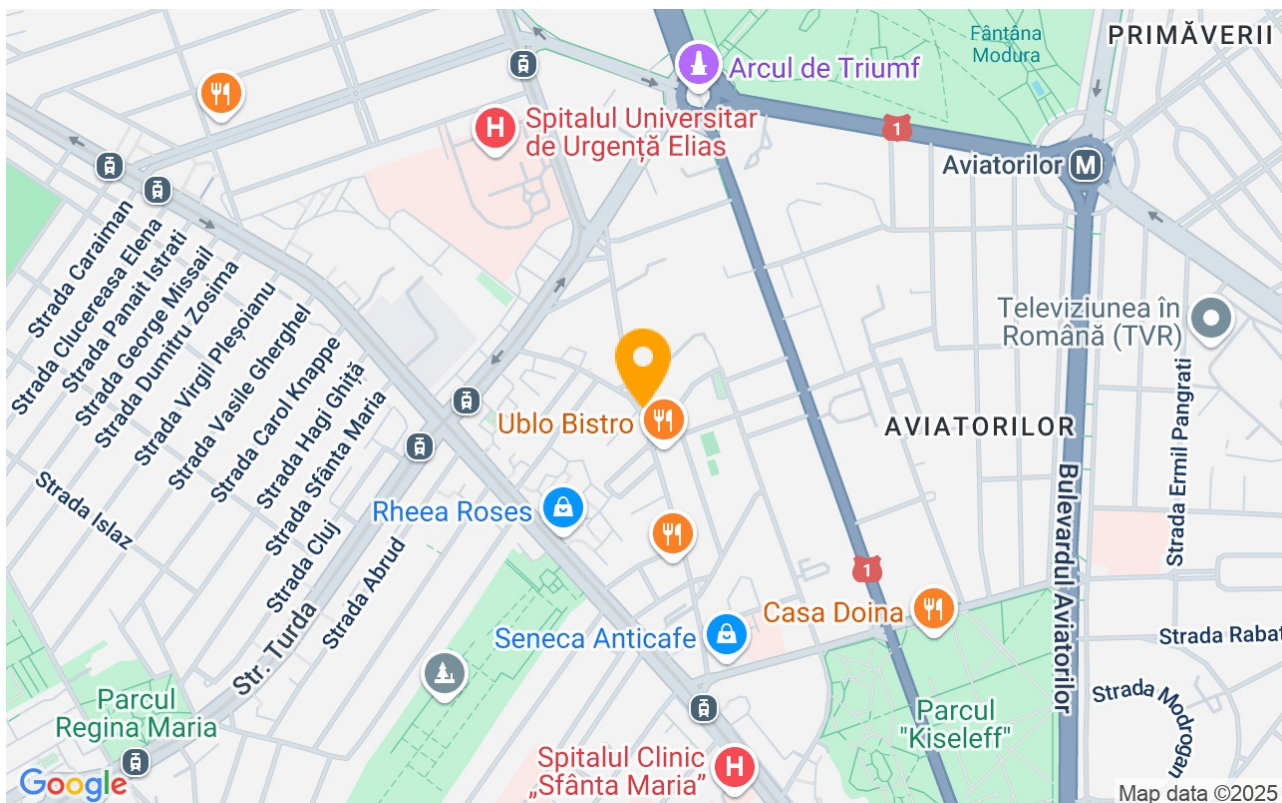 Fântâna
Modura
PRIMĂVERII
Arcul de Triumf
H
Spitalul Universitar
de Urgență Elias
1
Aviatorilor
M
Strada Caraiman
Strada Clucereasa Elena
Strada Panait Istrati
Strada George Missail
Strada Dumitru Zosima
Strada Virgil Pleșoianu
Strada Vasile Gherghel
Strada Carol Knappe
Strada Hagi Ghiță
Strada Sfânta Maria
Strada Cluj
Strada Abrud
Strada Islaz
Str. Turda
Televiziunea în
Română (TVR)
Strada Ermil Pangrati
Ublo Bistro
AVIATORILOR
Bulevardul Aviatorilor
Rheea Roses
1
Casa Doina
Seneca Anticafe
Strada Rabat
Strada Modrogan
Parcul
Regina Maria
Parcul
"Kiseleff"
Spitalul Clinic
„Sfânta Maria”
H
Google
Map data ©2025